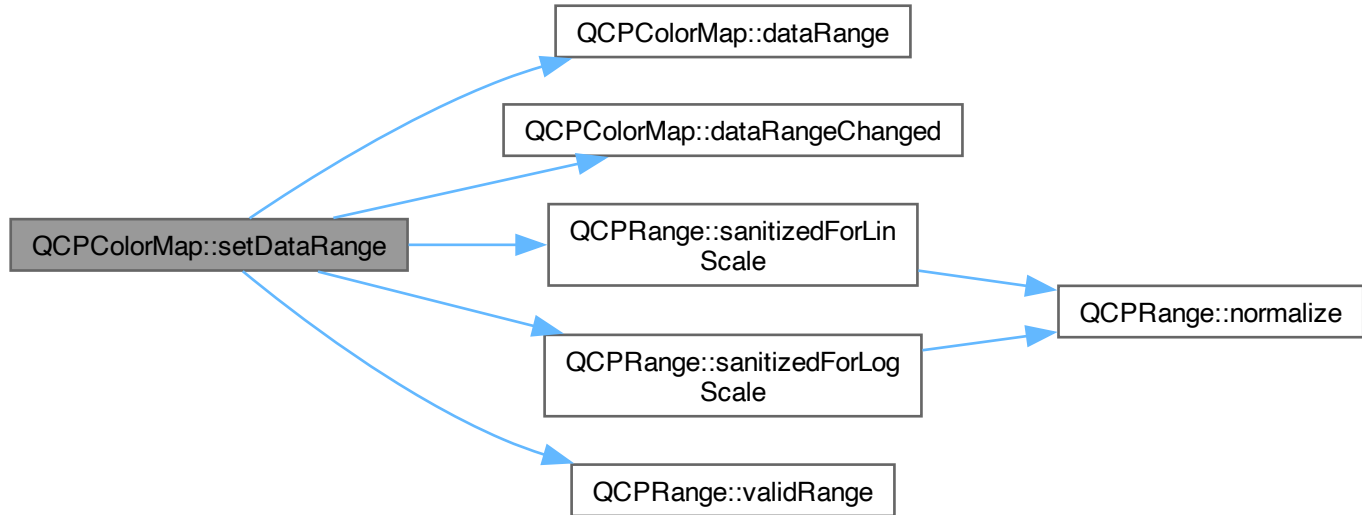 QCPColorMap::dataRange
QCPColorMap::dataRangeChanged
QCPColorMap::setDataRange
QCPRange::sanitizedForLin
Scale
QCPRange::normalize
QCPRange::sanitizedForLog
Scale
QCPRange::validRange